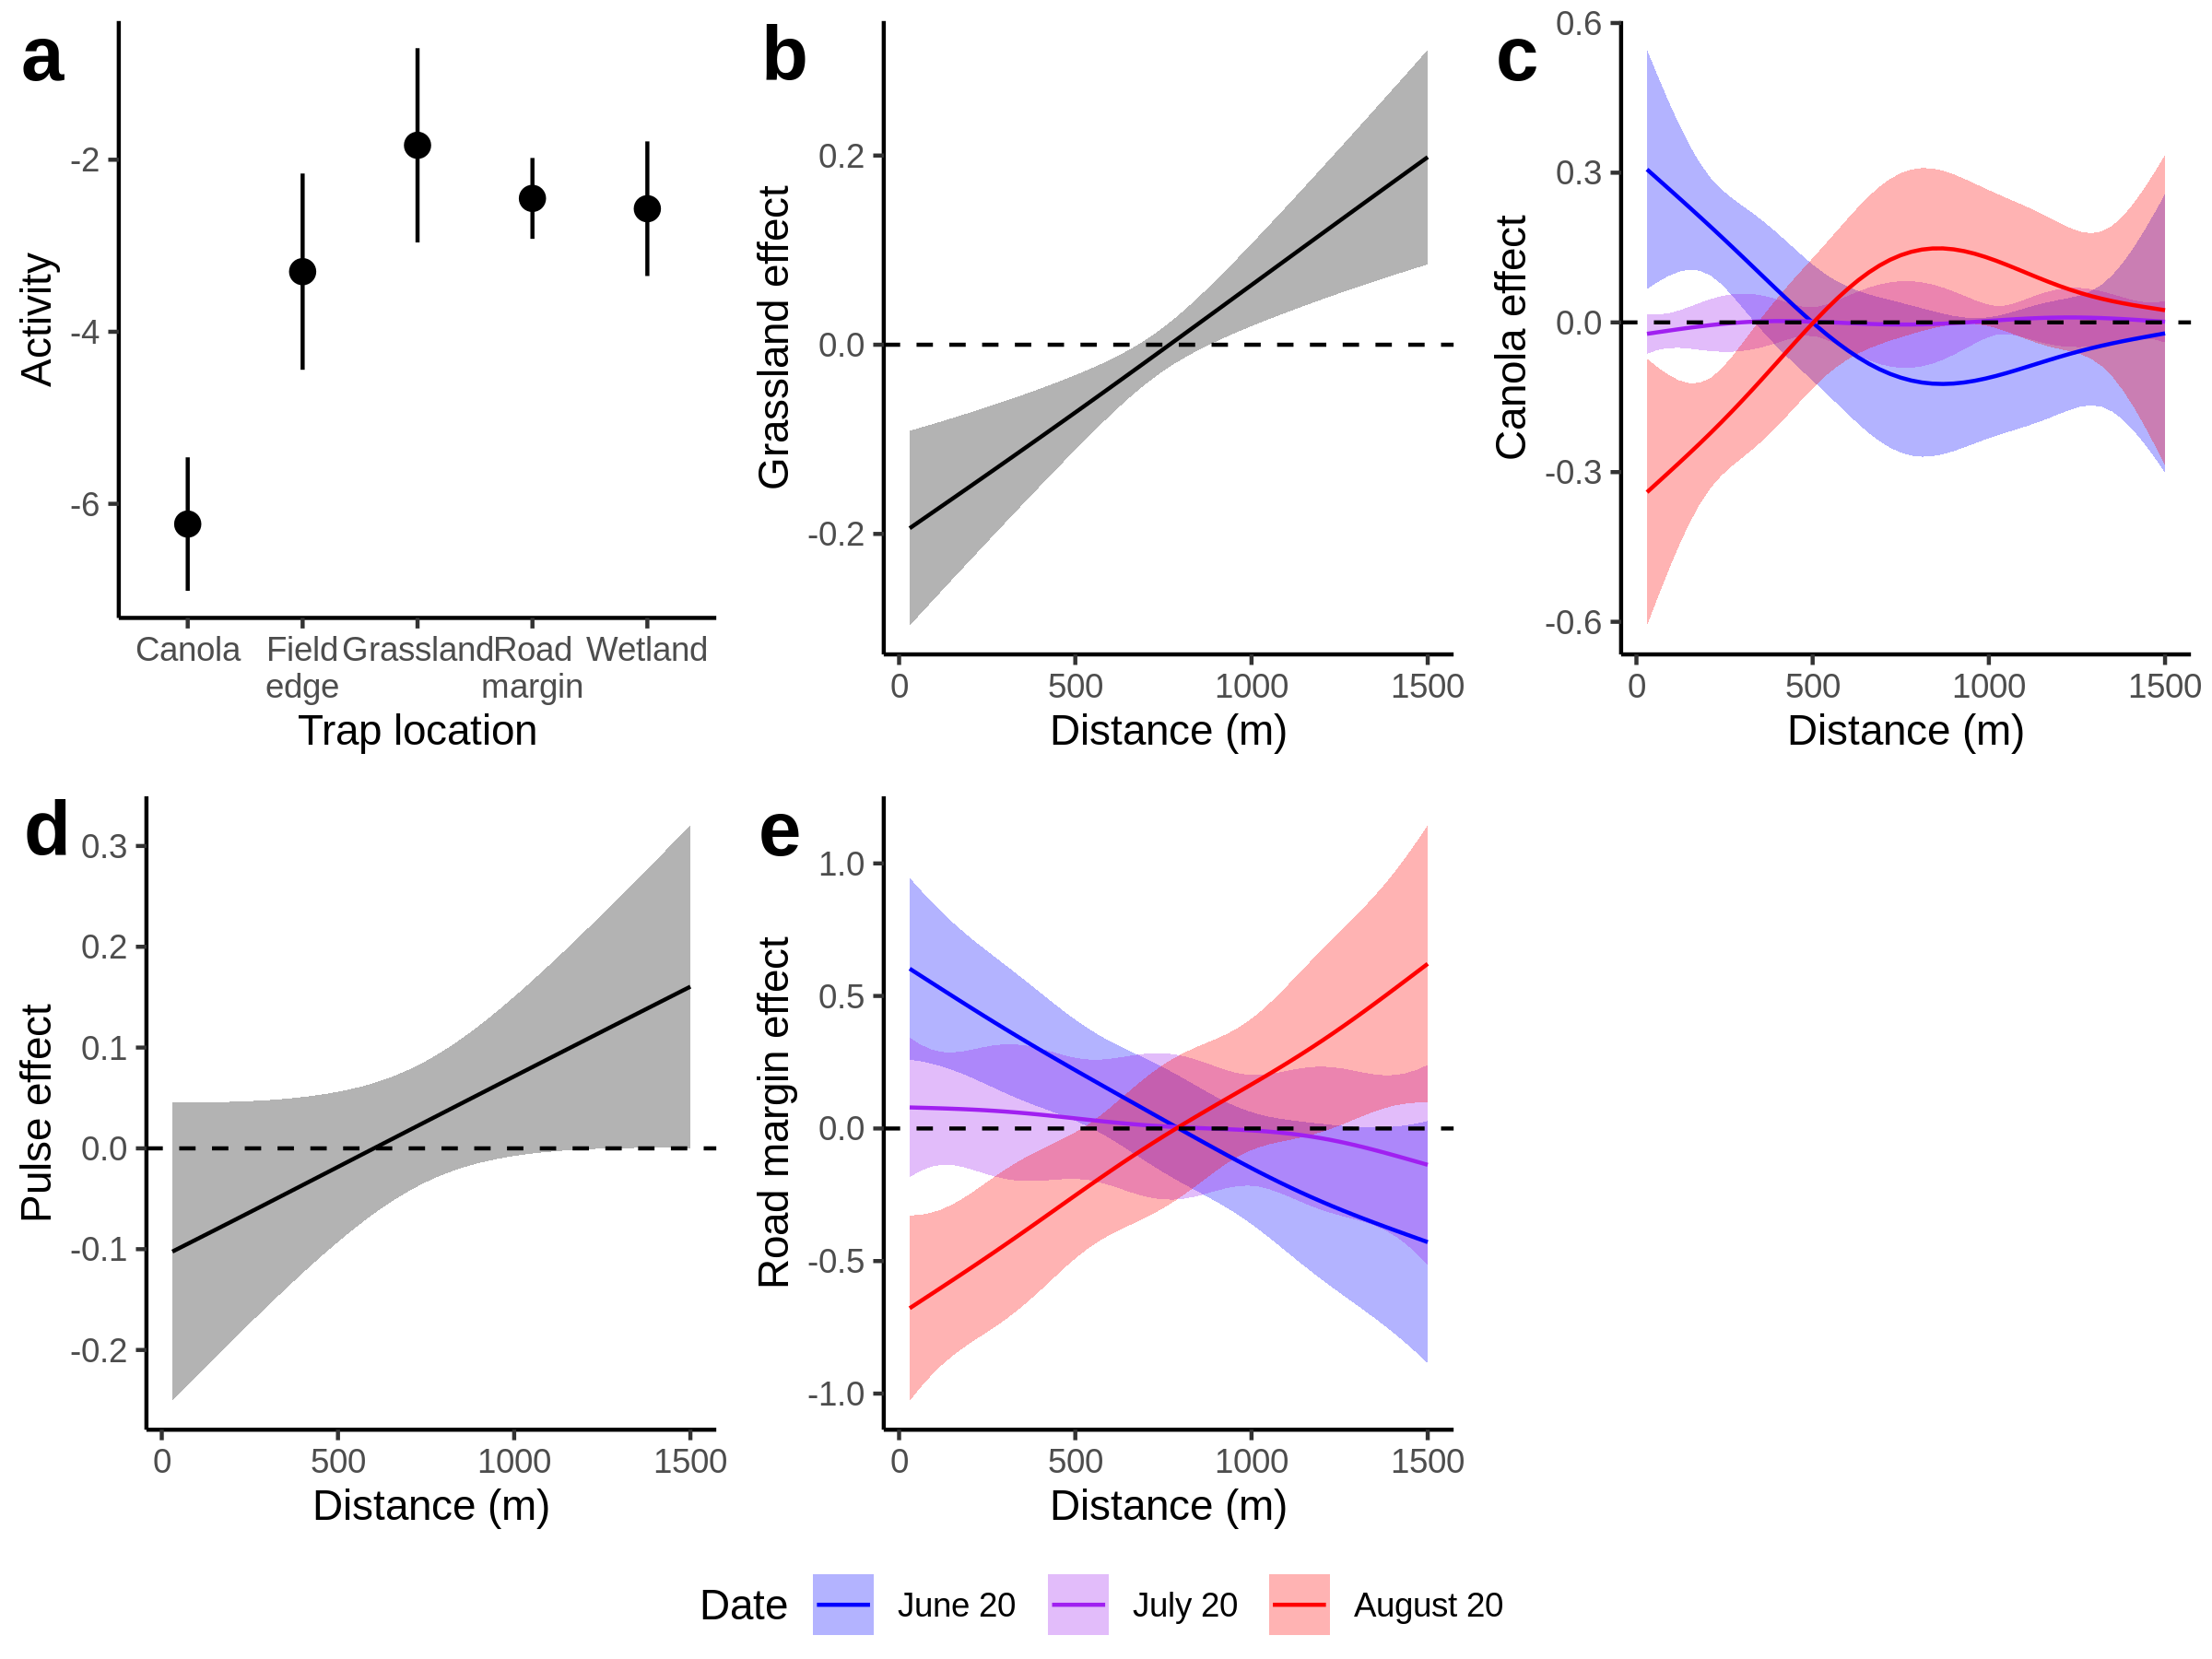 a
Activity
-2
-4
-6
Canola
Field
edge
Grassland
Road
margin
Wetland
Trap location
b
Grassland effect
0.2
0.0
-0.2
0
500
1000
1500
Distance (m)
c
Canola effect
0.6
0.3
0.0
-0.3
-0.6
0
500
1000
1500
Distance (m)
d
Pulse effect
0.3
0.2
0.1
0.0
-0.1
-0.2
0
500
1000
1500
Distance (m)
e
Road margin effect
1.0
0.5
0.0
-0.5
-1.0
0
500
1000
1500
Distance (m)
Date
June 20
July 20
August 20